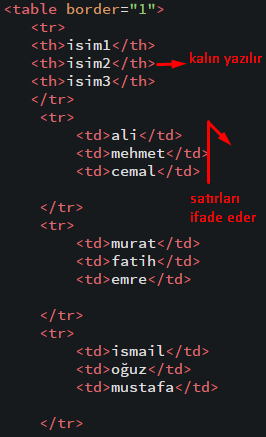 <table border="1">
<tr>
<th>isim1</th>
<th>isim2</th> kalın yazılır
<th>isim3</th>
</tr>
<tr>
<td>ali</td>
<td>mehmet</td>
<td>cemal</td>
satırları
ifade eder
</tr>
<tr>
<td>murat</td>
<td>fatih</td>
<td>emre</td>
</tr>
<tr>
<td>ismail</td>
<td>oğuz</td>
<td>mustafa</td>
</tr>